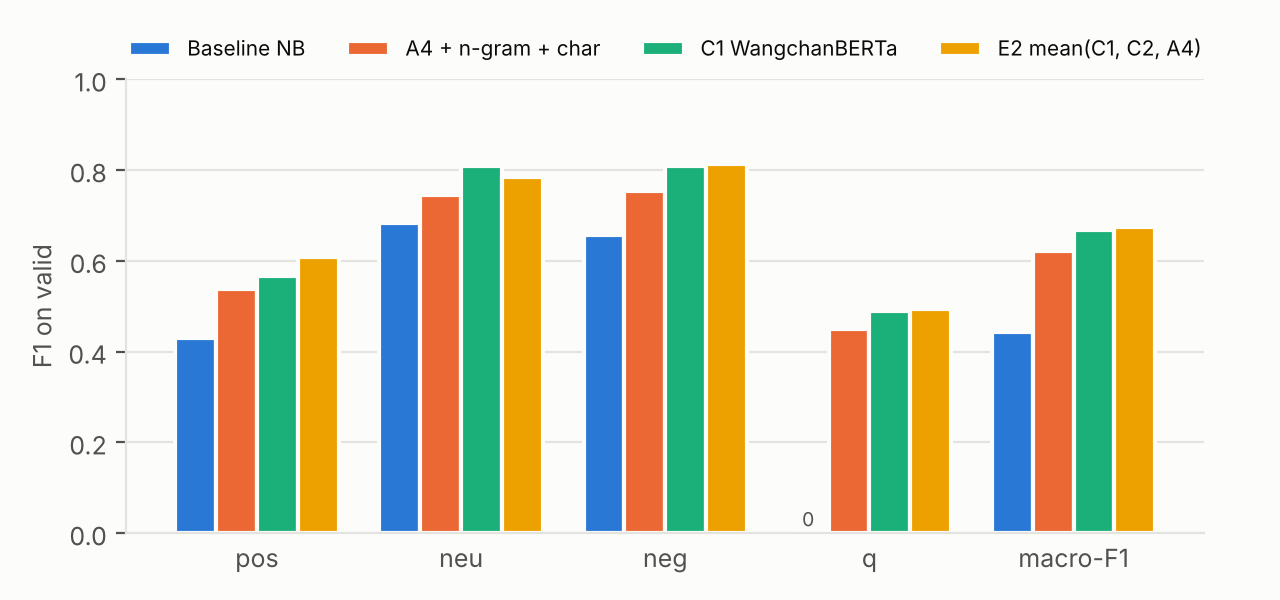 Baseline NB A4 + n-gram + char C1 WangchanBERTa E2 mean(C1, C2, A4)
1.0
0.8
0.6
0.4
0.2
0.0
F1 on valid
0
pos neu neg q macro-F1